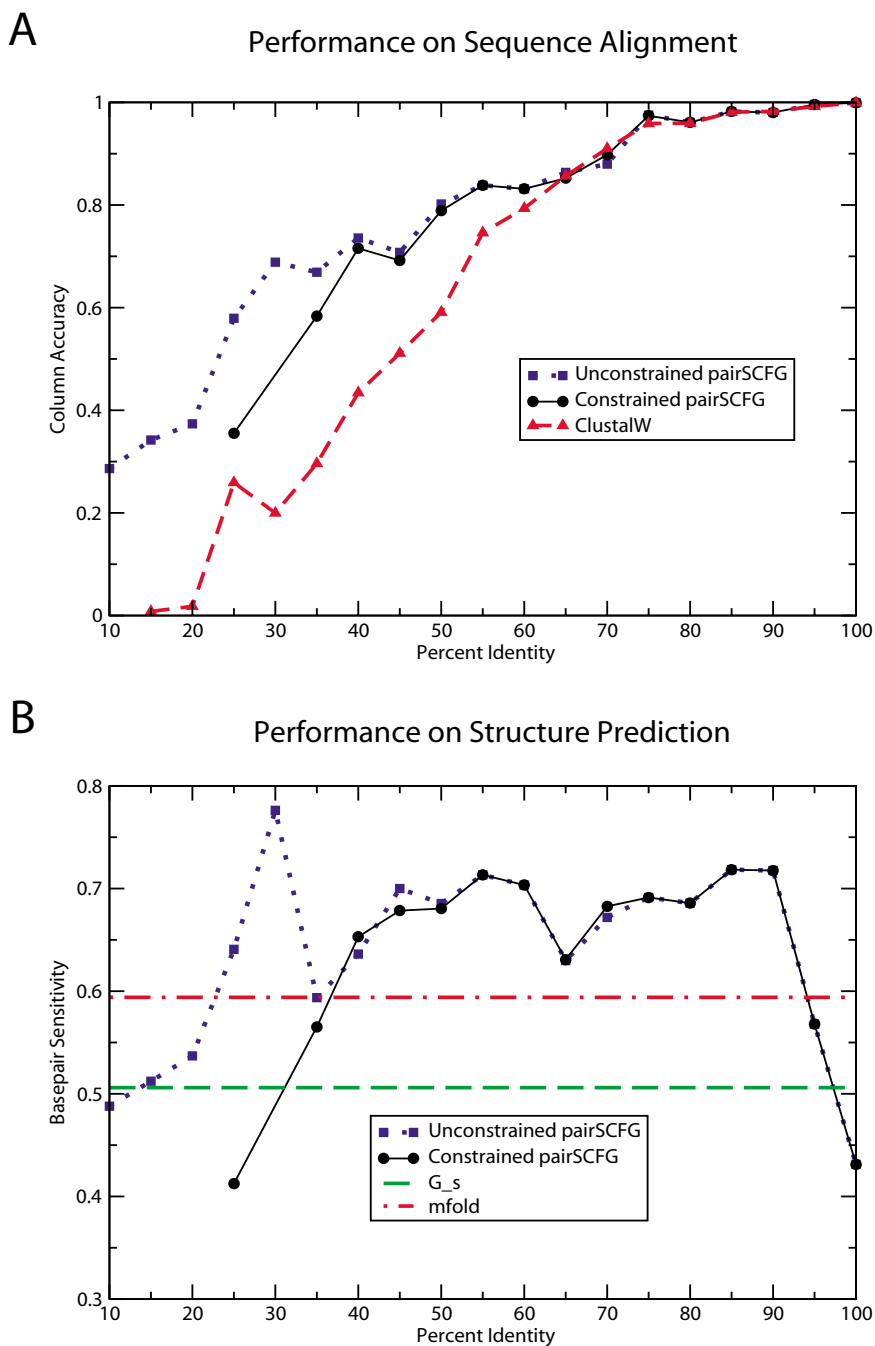 A
Performance on Sequence Alignment
1
0.8
0.6
0.4
0.2
0
Column Accuracy
Unconstrained pairSCFG
Constrained pairSCFG
ClustalW
10 20 30 40 50 60 70 80 90 100
Percent Identity
B
Performance on Structure Prediction
0.8
0.7
0.6
0.5
0.4
0.3
Basepair Sensitivity
Unconstrained pairSCFG
Constrained pairSCFG
G_s
mfold
10 20 30 40 50 60 70 80 90 100
Percent Identity